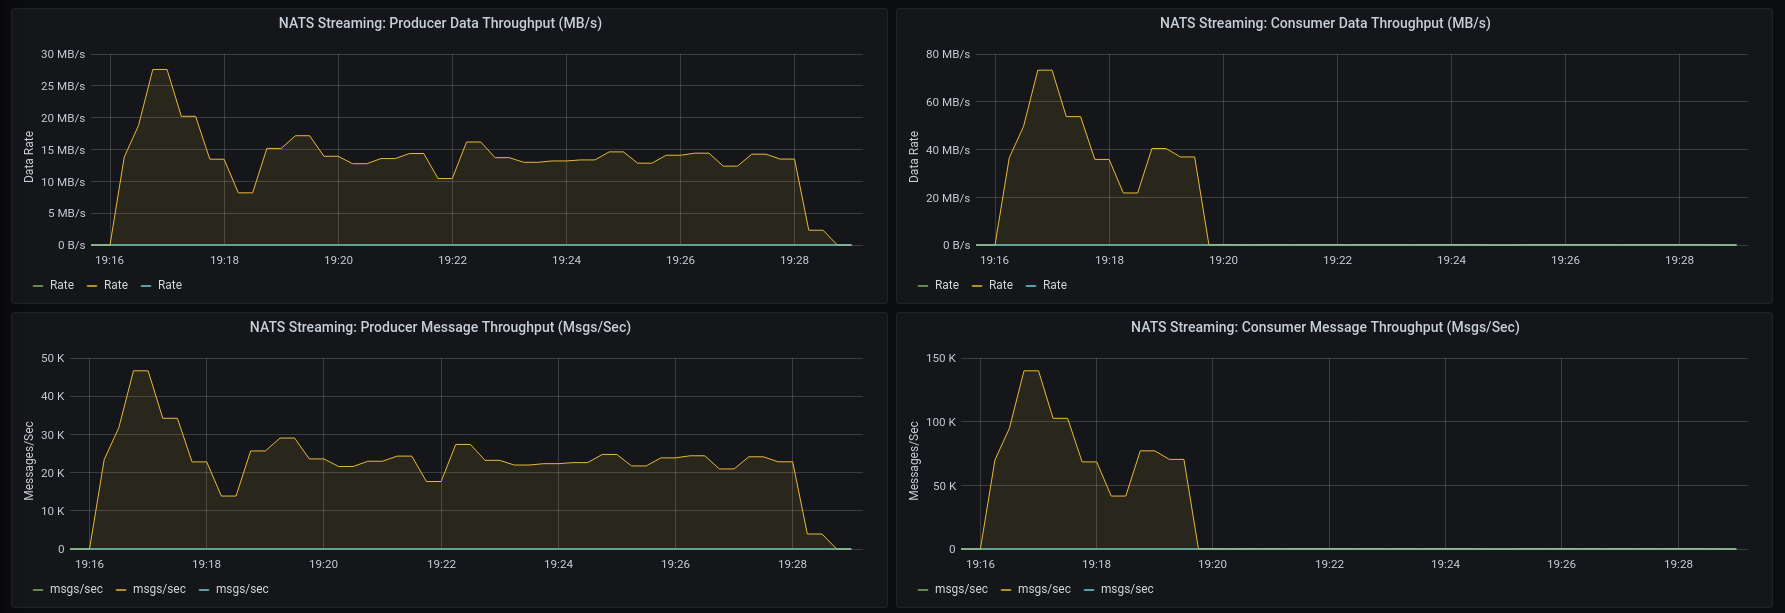 NATS Streaming: Producer Data Throughput (MB/s)
30 MB/s
25 MB/s
20 MB/s
15 MB/s
10 MB/s
5 MB/s
0 B/s
Data Rate
19:16 19:18 19:20 19:22 19:24 19:26 19:28
Rate Rate Rate
NATS Streaming: Consumer Data Throughput (MB/s)
80 MB/s
60 MB/s
40 MB/s
20 MB/s
0 B/s
Data Rate
19:16 19:18 19:20 19:22 19:24 19:26 19:28
Rate Rate Rate
NATS Streaming: Producer Message Throughput (Msgs/Sec)
50 K
40 K
30 K
20 K
10 K
0
Messages/Sec
19:16 19:18 19:20 19:22 19:24 19:26 19:28
msgs/sec msgs/sec msgs/sec
NATS Streaming: Consumer Message Throughput (Msgs/Sec)
150 K
100 K
50 K
0
Messages/Sec
19:16 19:18 19:20 19:22 19:24 19:26 19:28
msgs/sec msgs/sec msgs/sec